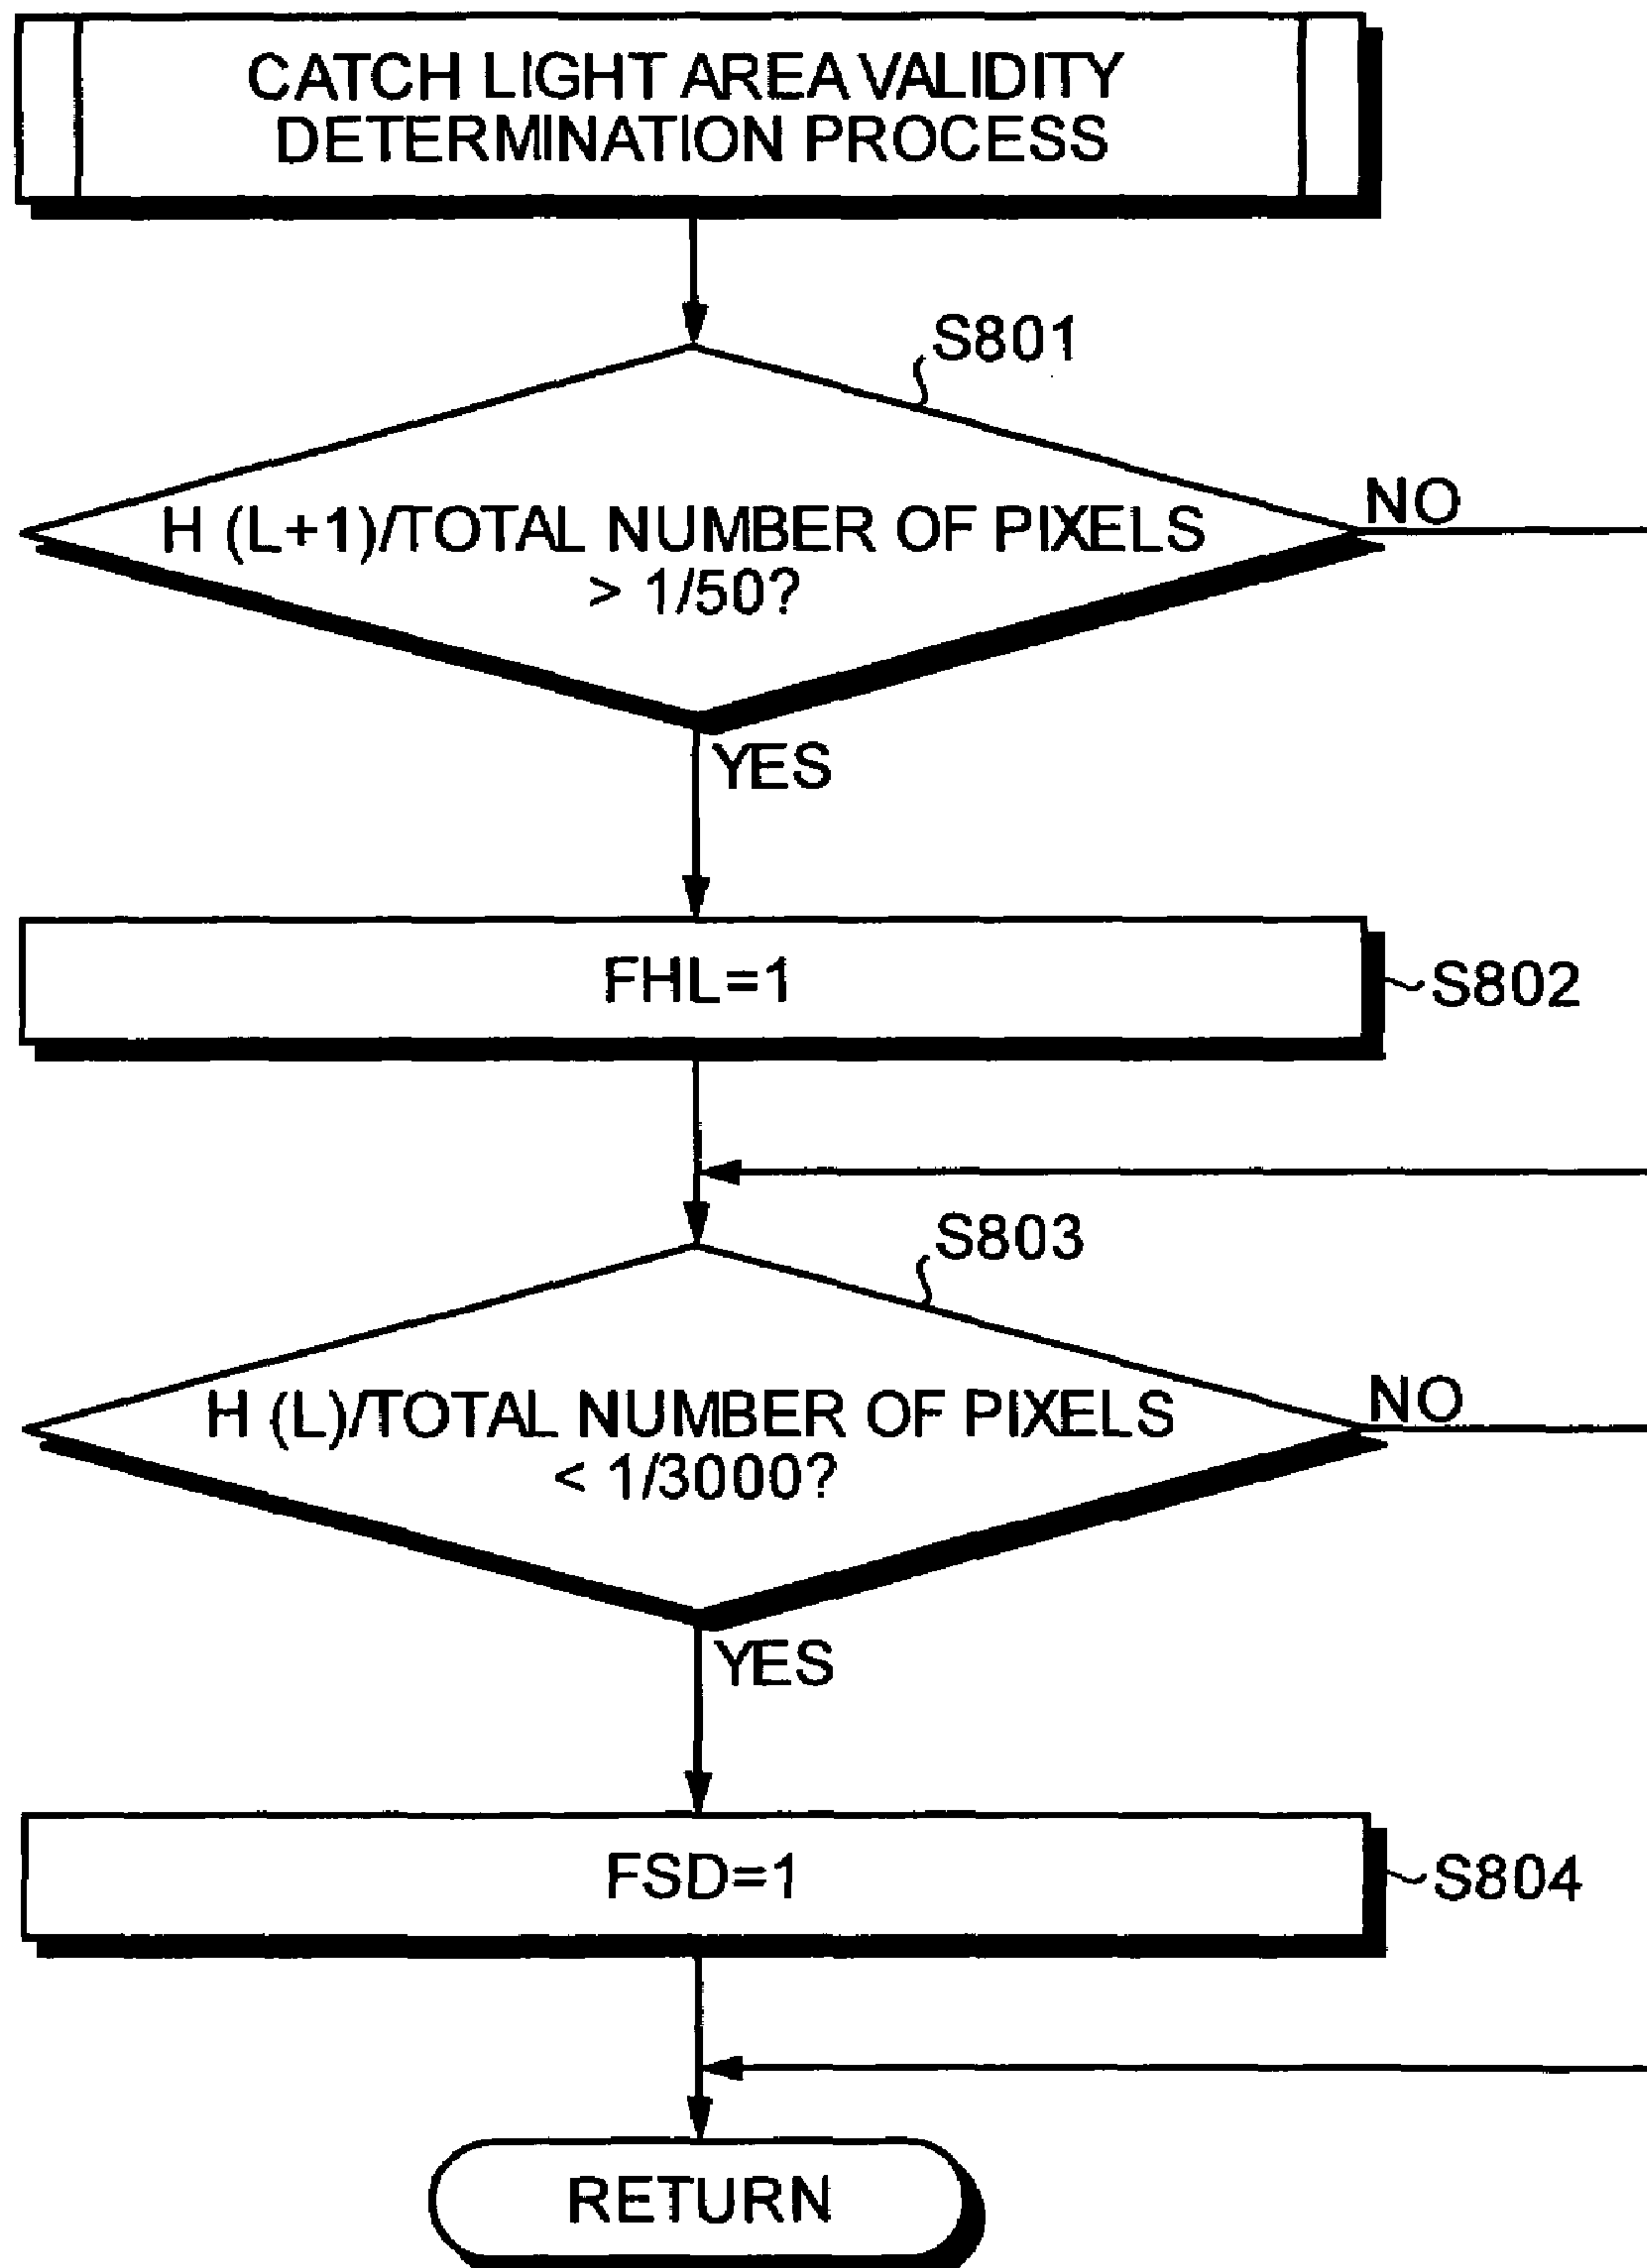 CATCH LIGHT AREA VALIDITY
DETERMINATION PROCESS
S801
H (L+1)/TOTAL NUMBER OF PIXELS
> 1/50?
NO
YES
FHL=1
S802
S803
H (L)/TOTAL NUMBER OF PIXELS
< 1/3000?
NO
YES
FSD=1
S804
RETURN